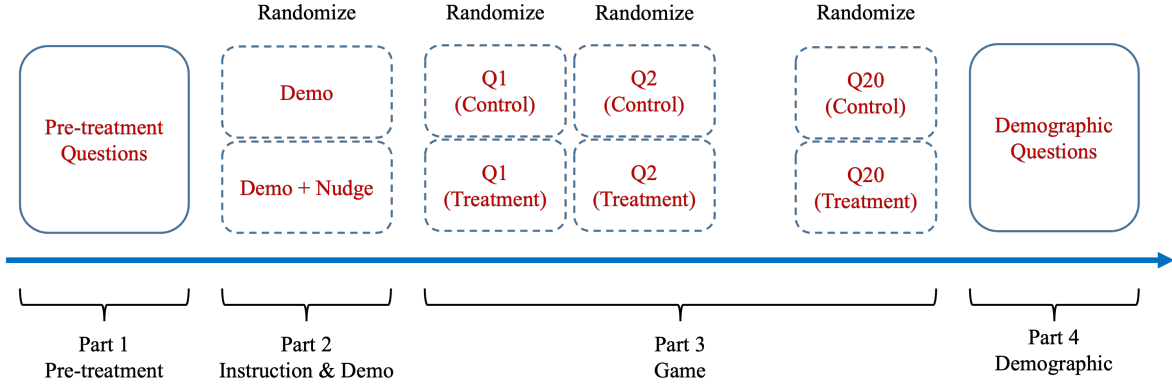 Randomize
Randomize
Randomize
Randomize
Pre-treatment
Questions
Demo
Demo + Nudge
Q1
(Control)
Q1
(Treatment)
Q2
(Control)
Q2
(Treatment)
Q20
(Control)
Q20
(Treatment)
Demographic
Questions
Part 1
Pre-treatment
Part 2
Instruction & Demo
Part 3
Game
Part 4
Demographic